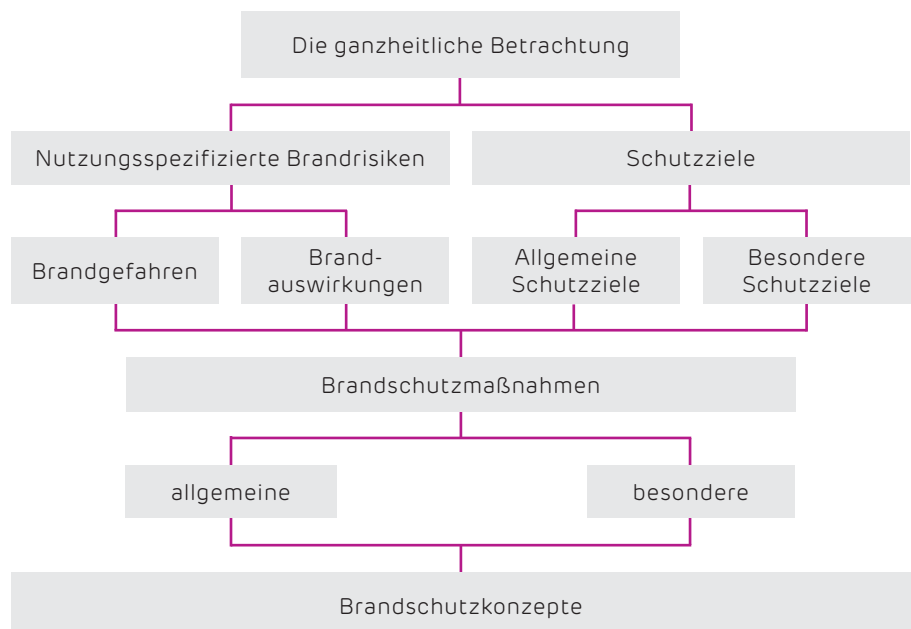 Die ganzheitliche Betrachtung
Nutzungsspezifizierte Brandrisiken
Schutzziele
Brandgefahren
Brand-
auswirkungen
Allgemeine
Schutzziele
Besondere
Schutzziele
Brandschutzmaßnahmen
allgemeine
besondere
Brandschutzkonzepte